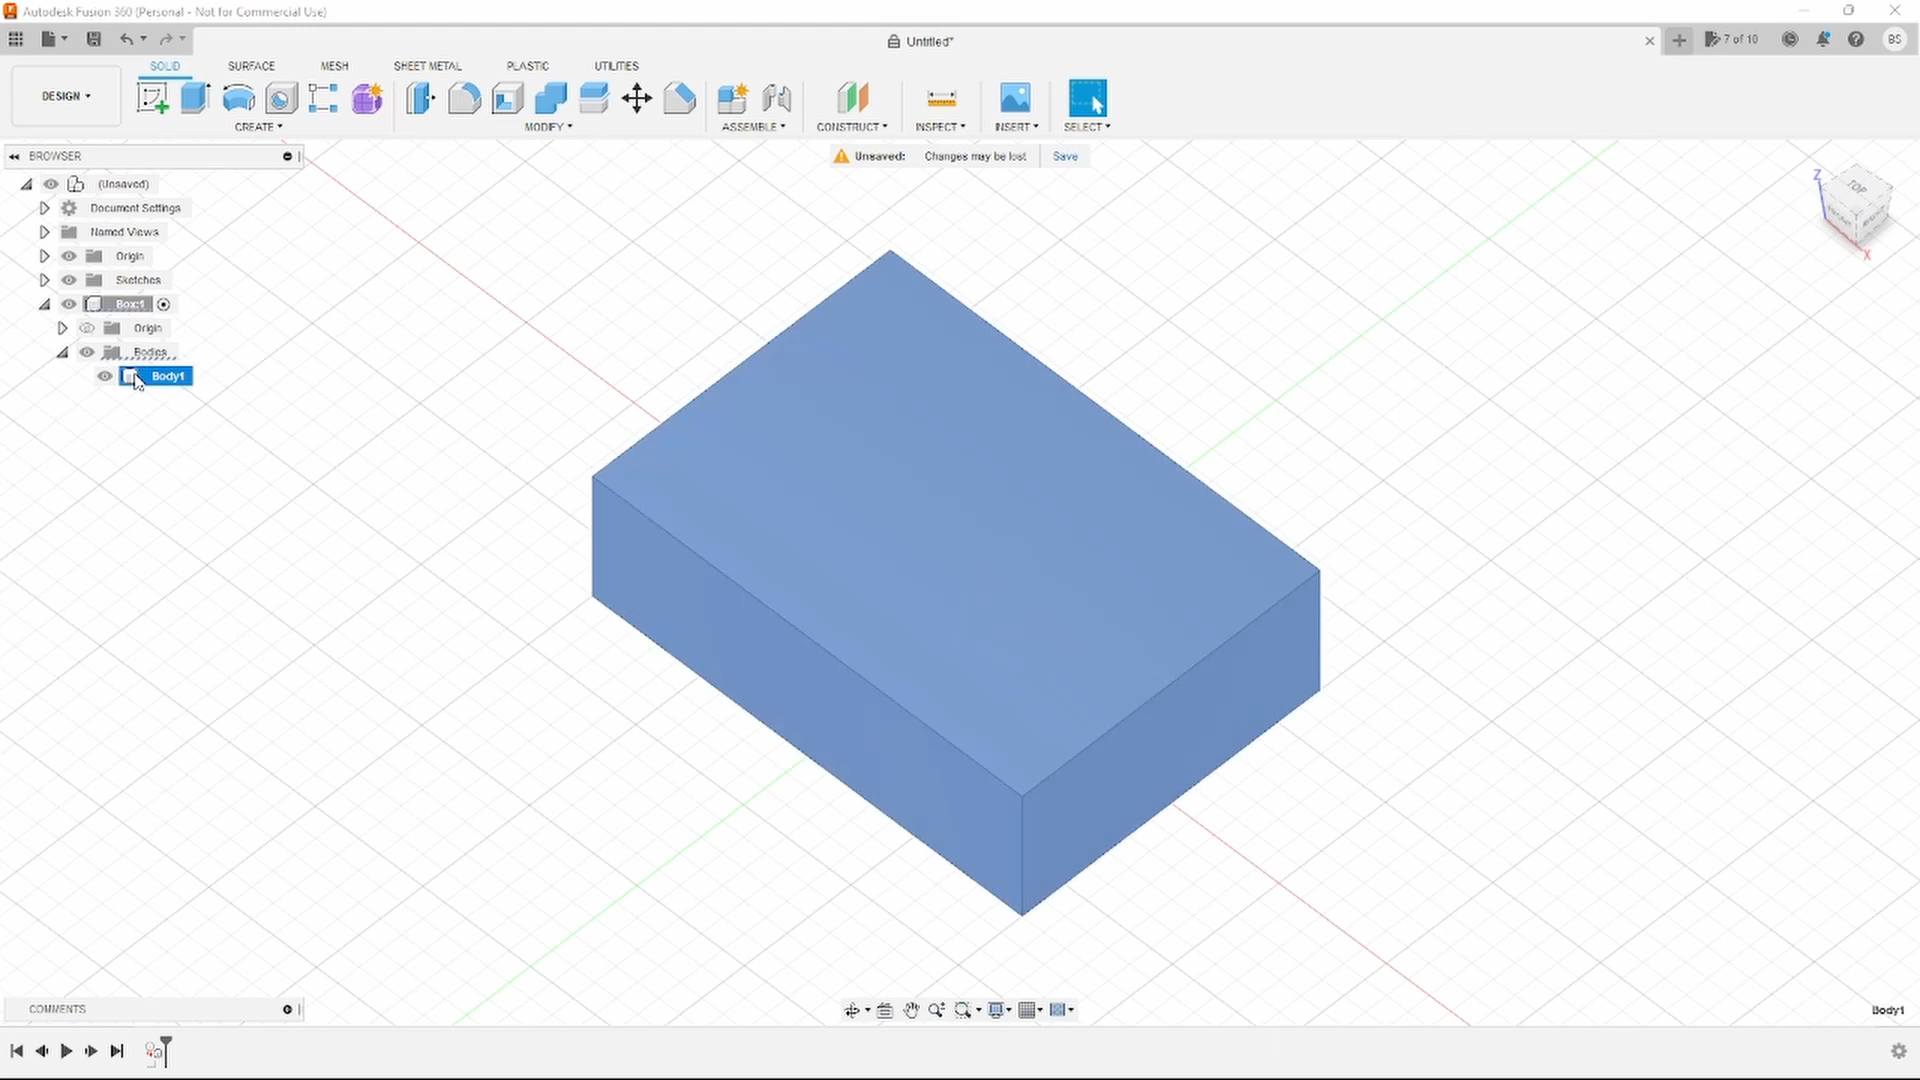 Autodesk Fusion 360 (Personal - Not for Commercial Use)
Untitled*
7 of 10
BS
DESIGN
SOLID
SURFACE
MESH
SHEET METAL
PLASTIC
UTILITIES
CREATE
MODIFY
ASSEMBLE
CONSTRUCT
INSPECT
INSERT
SELECT
BROWSER
Unsaved: Changes may be lost Save
(Unsaved)
Document Settings
Named Views
Origin
Sketches
Box:1
Origin
Bodies
Body1
Z
TOP
X
COMMENTS
Body1